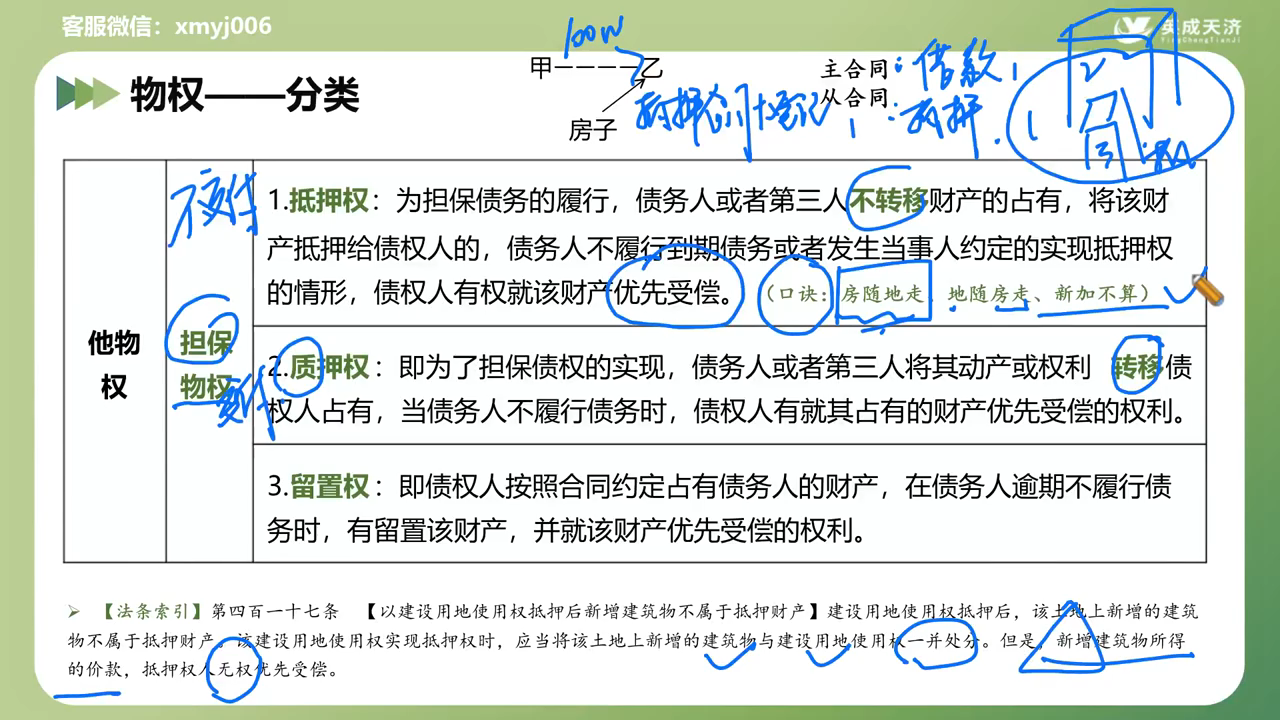 客服微信：xmyj006
英成天济
YingChengTianJi
物权——分类
100W
甲————乙
房子
抵押合同+登记
主合同：借款
从合同：抵押
他物权
担保物权
不交付
交付
1.抵押权：为担保债务的履行，债务人或者第三人不转移财产的占有，将该财
产抵押给债权人的，债务人不履行到期债务或者发生当事人约定的实现抵押权
的情形，债权人有权就该财产优先受偿。（口诀：房随地走、地随房走、新加不算）
2.质押权：即为了担保债权的实现，债务人或者第三人将其动产或权利 转移债
权人占有，当债务人不履行债务时，债权人有就其占有的财产优先受偿的权利。
3.留置权：即债权人按照合同约定占有债务人的财产，在债务人逾期不履行债
务时，有留置该财产，并就该财产优先受偿的权利。
【法条索引】第四百一十七条 【以建设用地使用权抵押后新增建筑物不属于抵押财产】建设用地使用权抵押后，该土地上新增的建筑
物不属于抵押财产。该建设用地使用权实现抵押权时，应当将该土地上新增的建筑物与建设用地使用权一并处分。但是，新增建筑物所得
的价款，抵押权人无权优先受偿。